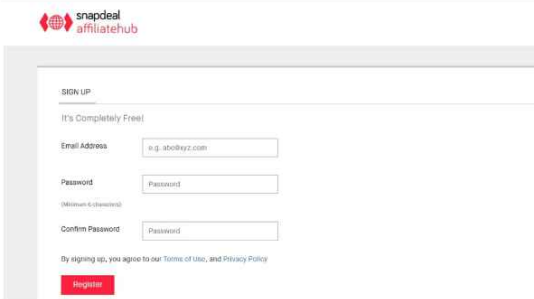 snapdeal
affiliatehub
SIGN UP
It's Completely Free!
Email Address
e.g. abc@xyz.com
Password
Password
(Minimum 6 characters)
Confirm Password
Password
By signing up, you agree to our Terms of Use, and Privacy Policy
Register